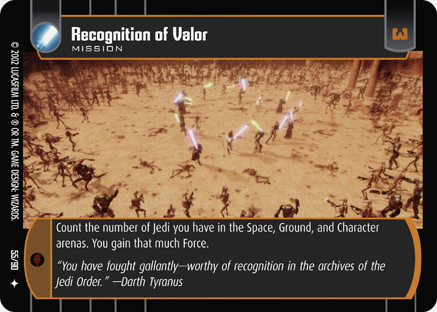 Recognition of Valor
MISSION
3
© 2002 LUCASFILM LTD. & ® OR TM. GAME DESIGN: WIZARDS.
55/90
Count the number of Jedi you have in the Space, Ground, and Character
arenas. You gain that much Force.
“You have fought gallantly—worthy of recognition in the archives of the
Jedi Order.” —Darth Tyranus